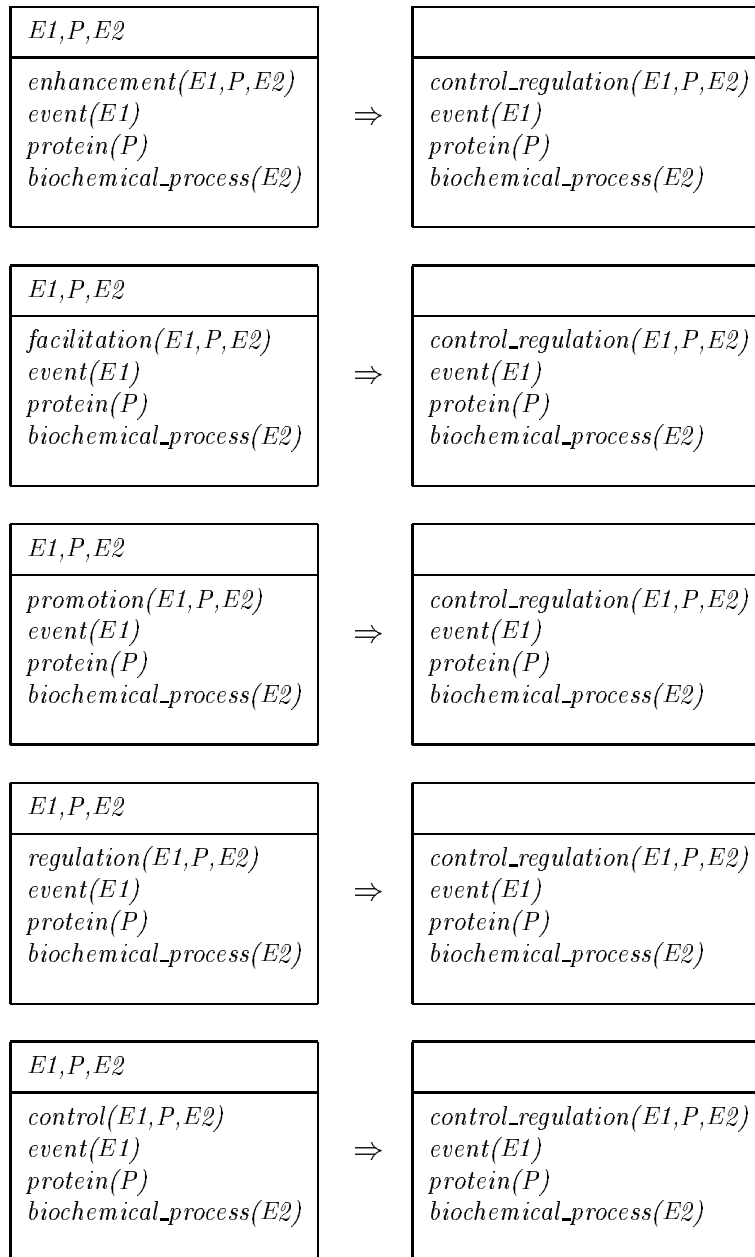 E1,P,E2
enhancement(E1,P,E2)
event(E1)
protein(P)
biochemical_process(E2)
⇒
control_regulation(E1,P,E2)
event(E1)
protein(P)
biochemical_process(E2)
E1,P,E2
facilitation(E1,P,E2)
event(E1)
protein(P)
biochemical_process(E2)
⇒
control_regulation(E1,P,E2)
event(E1)
protein(P)
biochemical_process(E2)
E1,P,E2
promotion(E1,P,E2)
event(E1)
protein(P)
biochemical_process(E2)
⇒
control_regulation(E1,P,E2)
event(E1)
protein(P)
biochemical_process(E2)
E1,P,E2
regulation(E1,P,E2)
event(E1)
protein(P)
biochemical_process(E2)
⇒
control_regulation(E1,P,E2)
event(E1)
protein(P)
biochemical_process(E2)
E1,P,E2
control(E1,P,E2)
event(E1)
protein(P)
biochemical_process(E2)
⇒
control_regulation(E1,P,E2)
event(E1)
protein(P)
biochemical_process(E2)